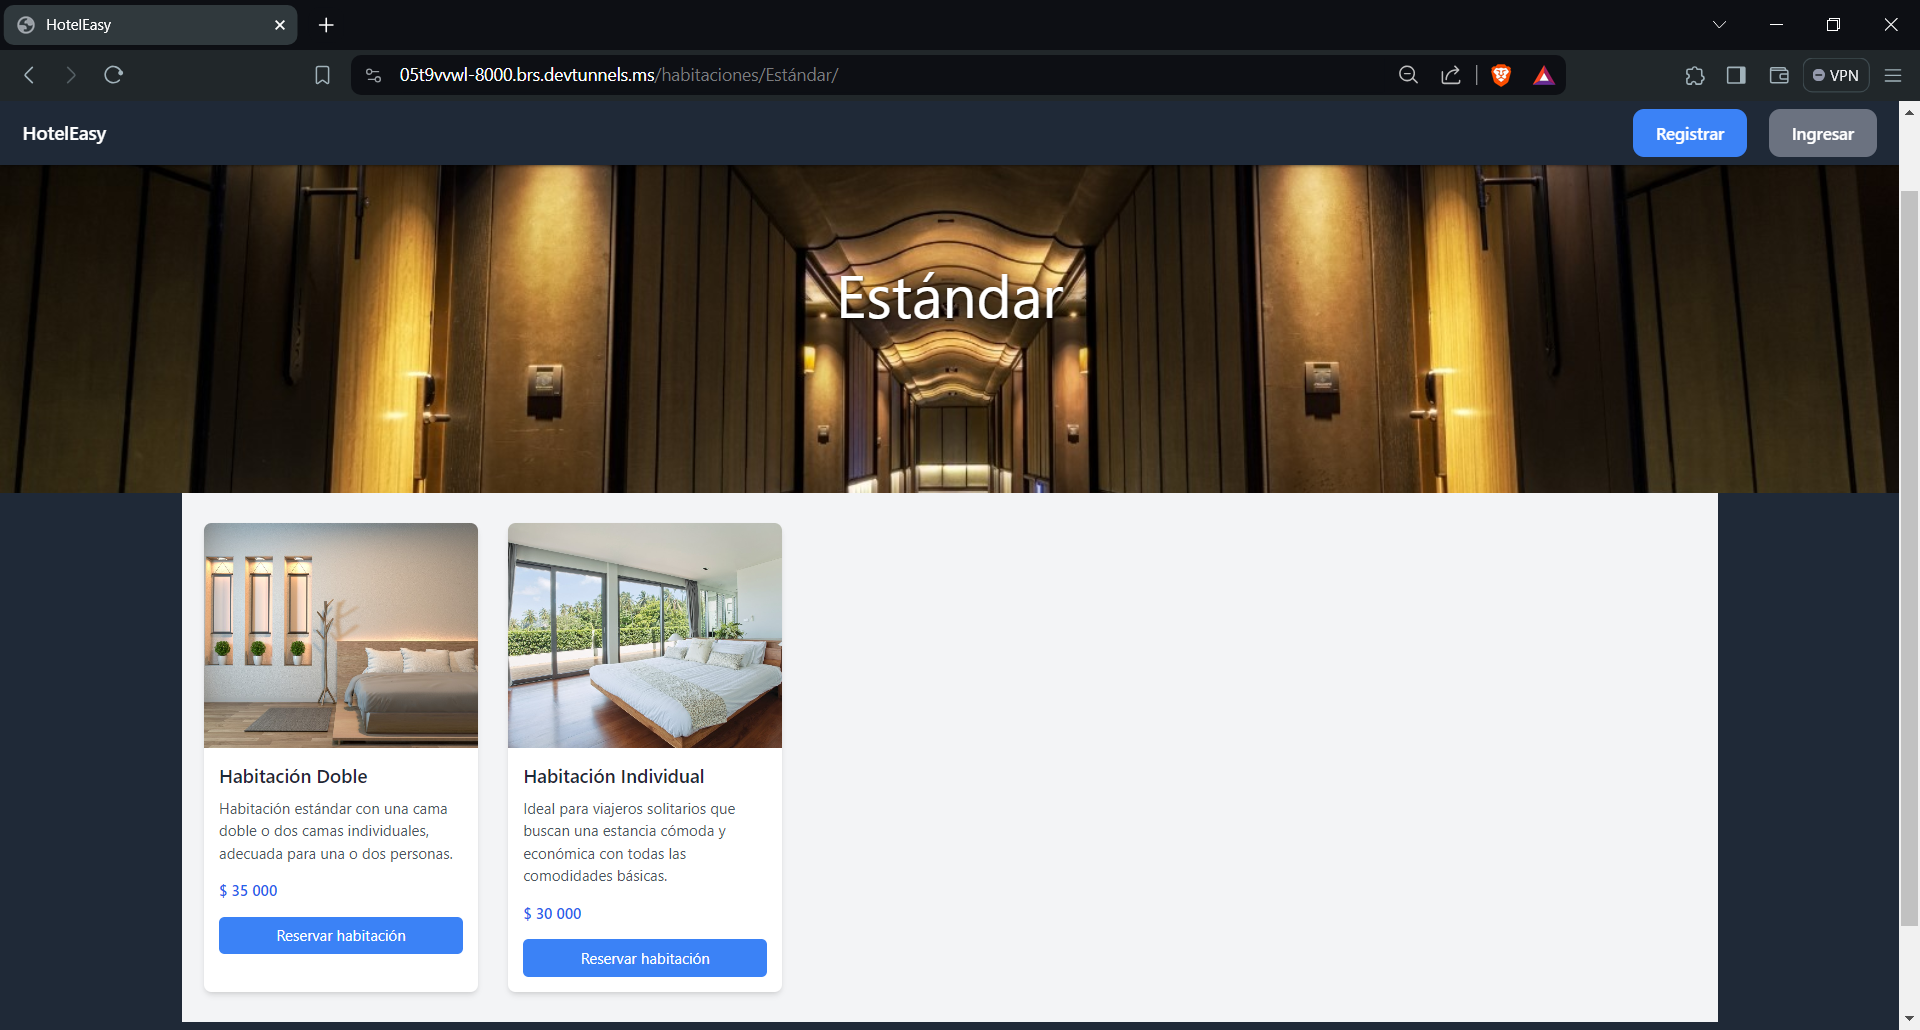 HotelEasy
05t9vvwl-8000.brs.devtunnels.ms/habitaciones/Estándar/
VPN
HotelEasy
Registrar
Ingresar
Estándar
Habitación Doble
Habitación estándar con una cama
doble o dos camas individuales,
adecuada para una o dos personas.
$ 35 000
Reservar habitación
Habitación Individual
Ideal para viajeros solitarios que
buscan una estancia cómoda y
económica con todas las
comodidades básicas.
$ 30 000
Reservar habitación